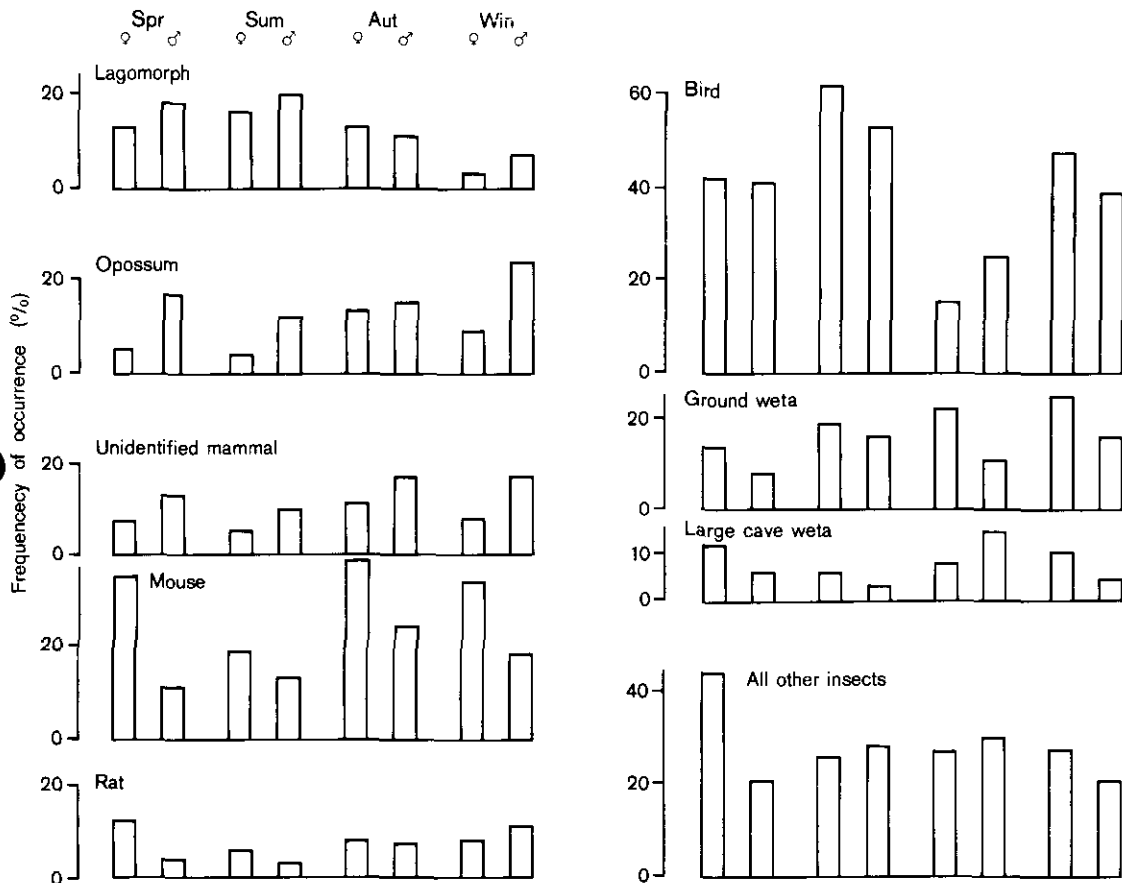 Spr Sum Aut Win
♀ ♂ ♀ ♂ ♀ ♂ ♀ ♂
Frequencecy of occurrence (%)
Lagomorph
20
0
Opossum
20
0
Unidentified mammal
20
0
Mouse
20
0
Rat
20
0
Bird
60
40
20
0
Ground weta
20
0
Large cave weta
10
0
All other insects
40
20
0